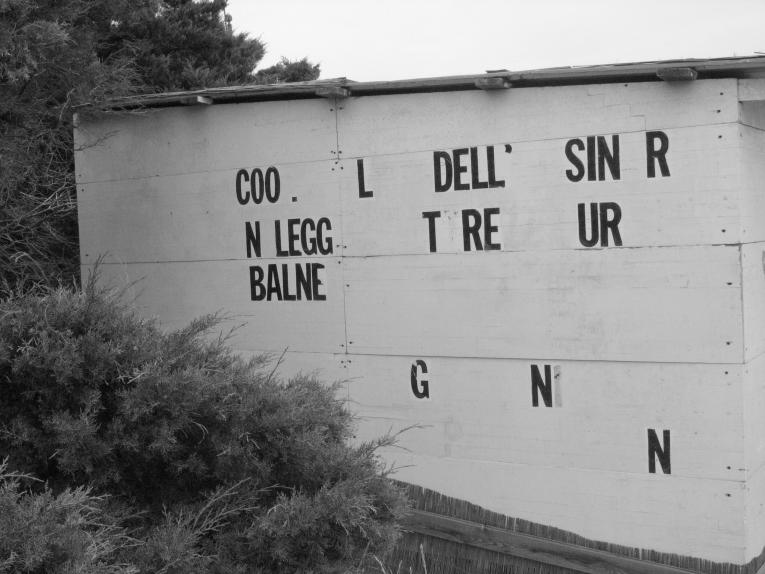 COO. L DELL' SIN R
N LEGG T RE UR
BALNE
G N
N